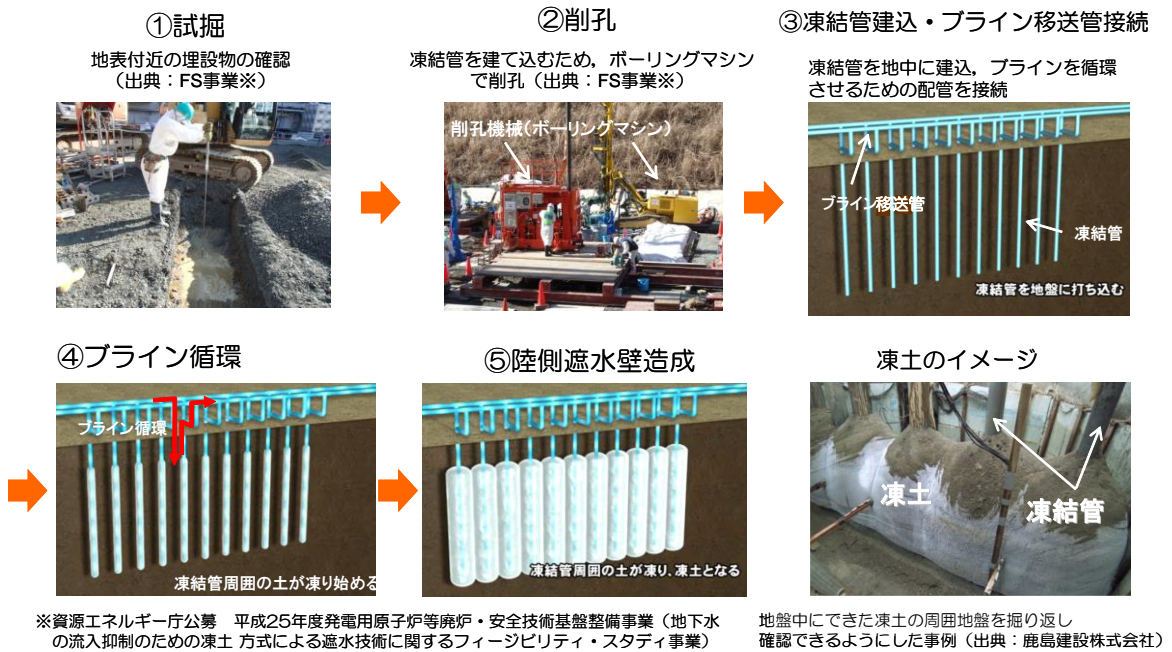 ①試掘
地表付近の埋設物の確認
（出典：FS事業※）
②削孔
凍結管を建て込むため，ボーリングマシン
で削孔（出典：FS事業※）
削孔機械（ボーリングマシン）
③凍結管建込・ブライン移送管接続
凍結管を地中に建込，ブラインを循環
させるための配管を接続
ブライン移送管
凍結管
凍結管を地盤に打ち込む
④ブライン循環
ブライン循環
凍結管周囲の土が凍り始める
⑤陸側遮水壁造成
凍結管周囲の土が凍り、凍土となる
凍土のイメージ
凍土
凍結管
※資源エネルギー庁公募　平成25年度発電用原子炉等廃炉・安全技術基盤整備事業（地下水
の流入抑制のための凍土 方式による遮水技術に関するフィージビリティ・スタディ事業）
地盤中にできた凍土の周囲地盤を掘り返し
確認できるようにした事例（出典：鹿島建設株式会社）